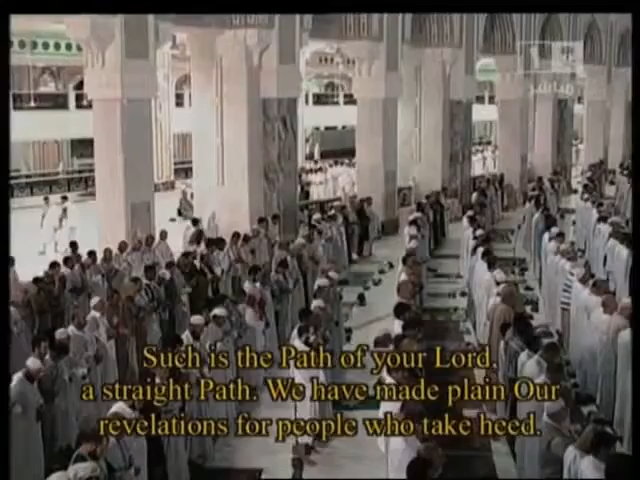 Such is the Path of your Lord,
a straight Path. We have made plain Our
revelations for people who take heed.